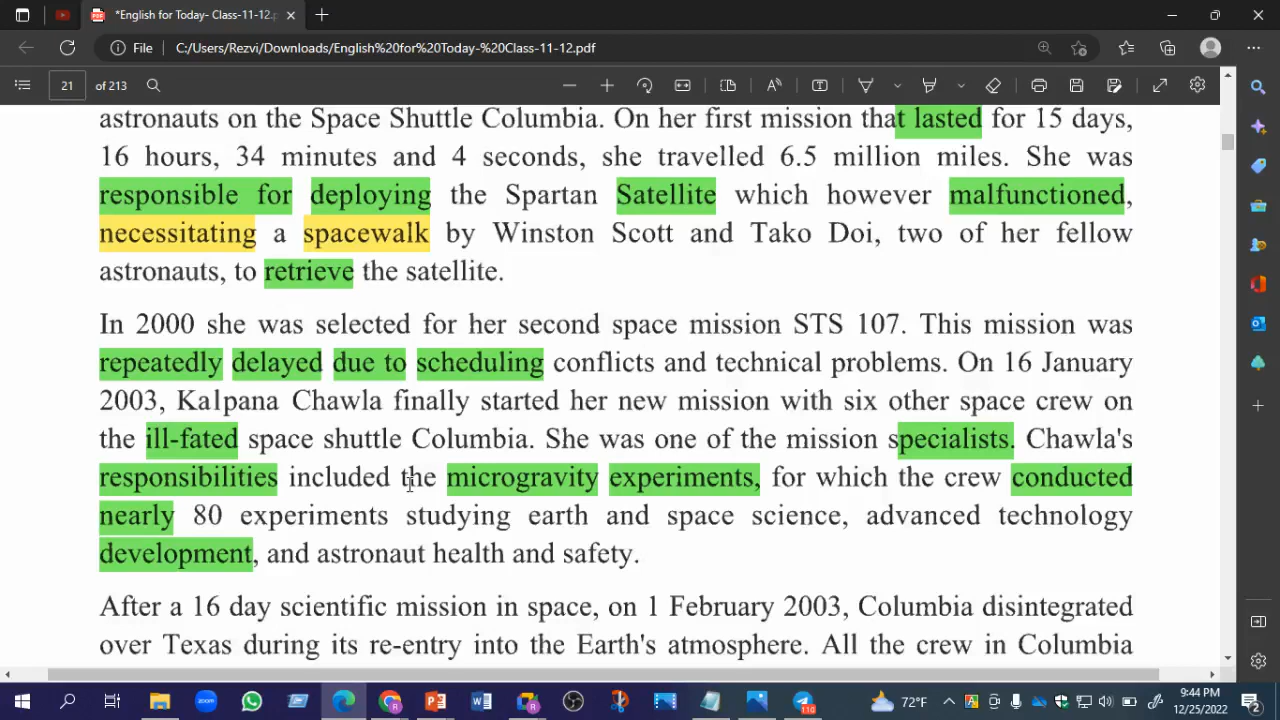 *English for Today- Class-11-12.p
File C:/Users/Rezvi/Downloads/English%20for%20Today-%20Class-11-12.pdf
21 of 213
astronauts on the Space Shuttle Columbia. On her first mission that lasted for 15 days,
16 hours, 34 minutes and 4 seconds, she travelled 6.5 million miles. She was
responsible for deploying the Spartan Satellite which however malfunctioned,
necessitating a spacewalk by Winston Scott and Tako Doi, two of her fellow
astronauts, to retrieve the satellite.
In 2000 she was selected for her second space mission STS 107. This mission was
repeatedly delayed due to scheduling conflicts and technical problems. On 16 January
2003, Kalpana Chawla finally started her new mission with six other space crew on
the ill-fated space shuttle Columbia. She was one of the mission specialists. Chawla's
responsibilities included the microgravity experiments, for which the crew conducted
nearly 80 experiments studying earth and space science, advanced technology
development, and astronaut health and safety.
After a 16 day scientific mission in space, on 1 February 2003, Columbia disintegrated
over Texas during its re-entry into the Earth's atmosphere. All the crew in Columbia
72°F 9:44 PM
12/25/2022